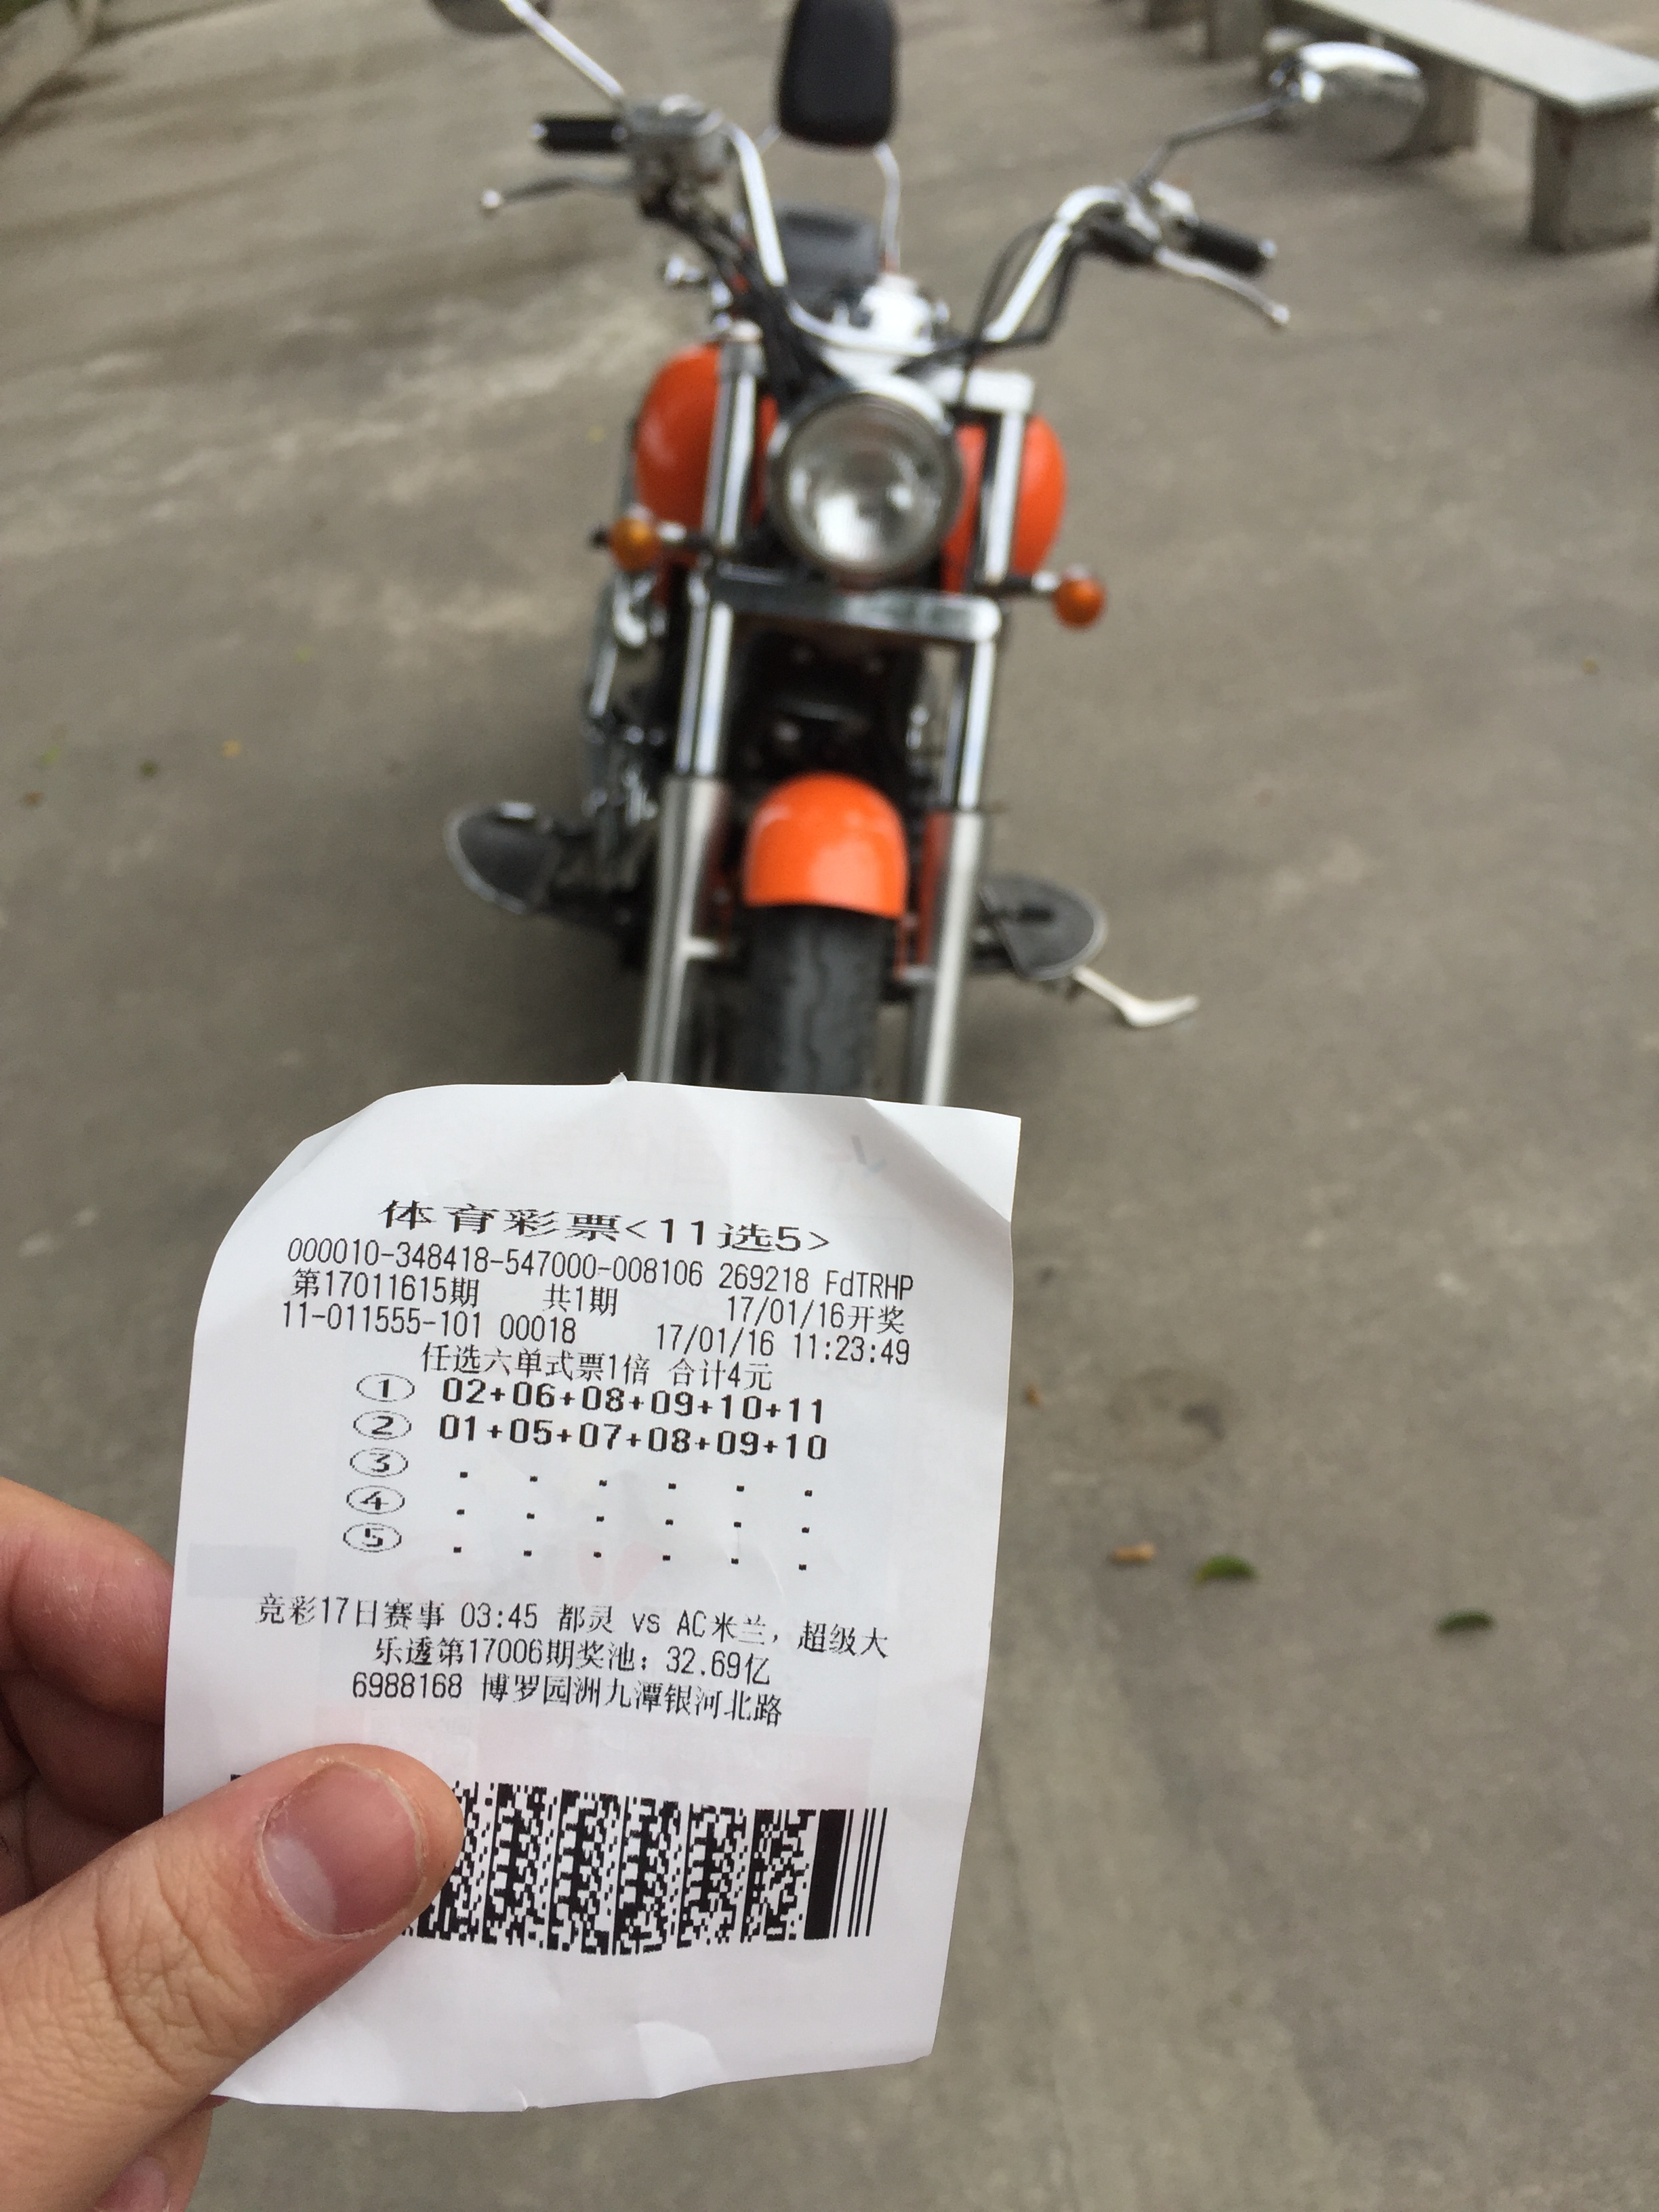 体育彩票<11选5>
000010-348418-547000-008106 269218 FdTRHP
第17011615期 共1期 17/01/16开奖
11-011555-101 00018 17/01/16 11:23:49
任选六单式票1倍 合计4元
① 02+06+08+09+10+11
② 01+05+07+08+09+10
③ . . . . . .
④ . . . . . .
⑤ . . . . . .
竞彩17日赛事 03:45 都灵 vs AC米兰，超级大
乐透第17006期奖池：32.69亿
6988168 博罗园洲九潭银河北路